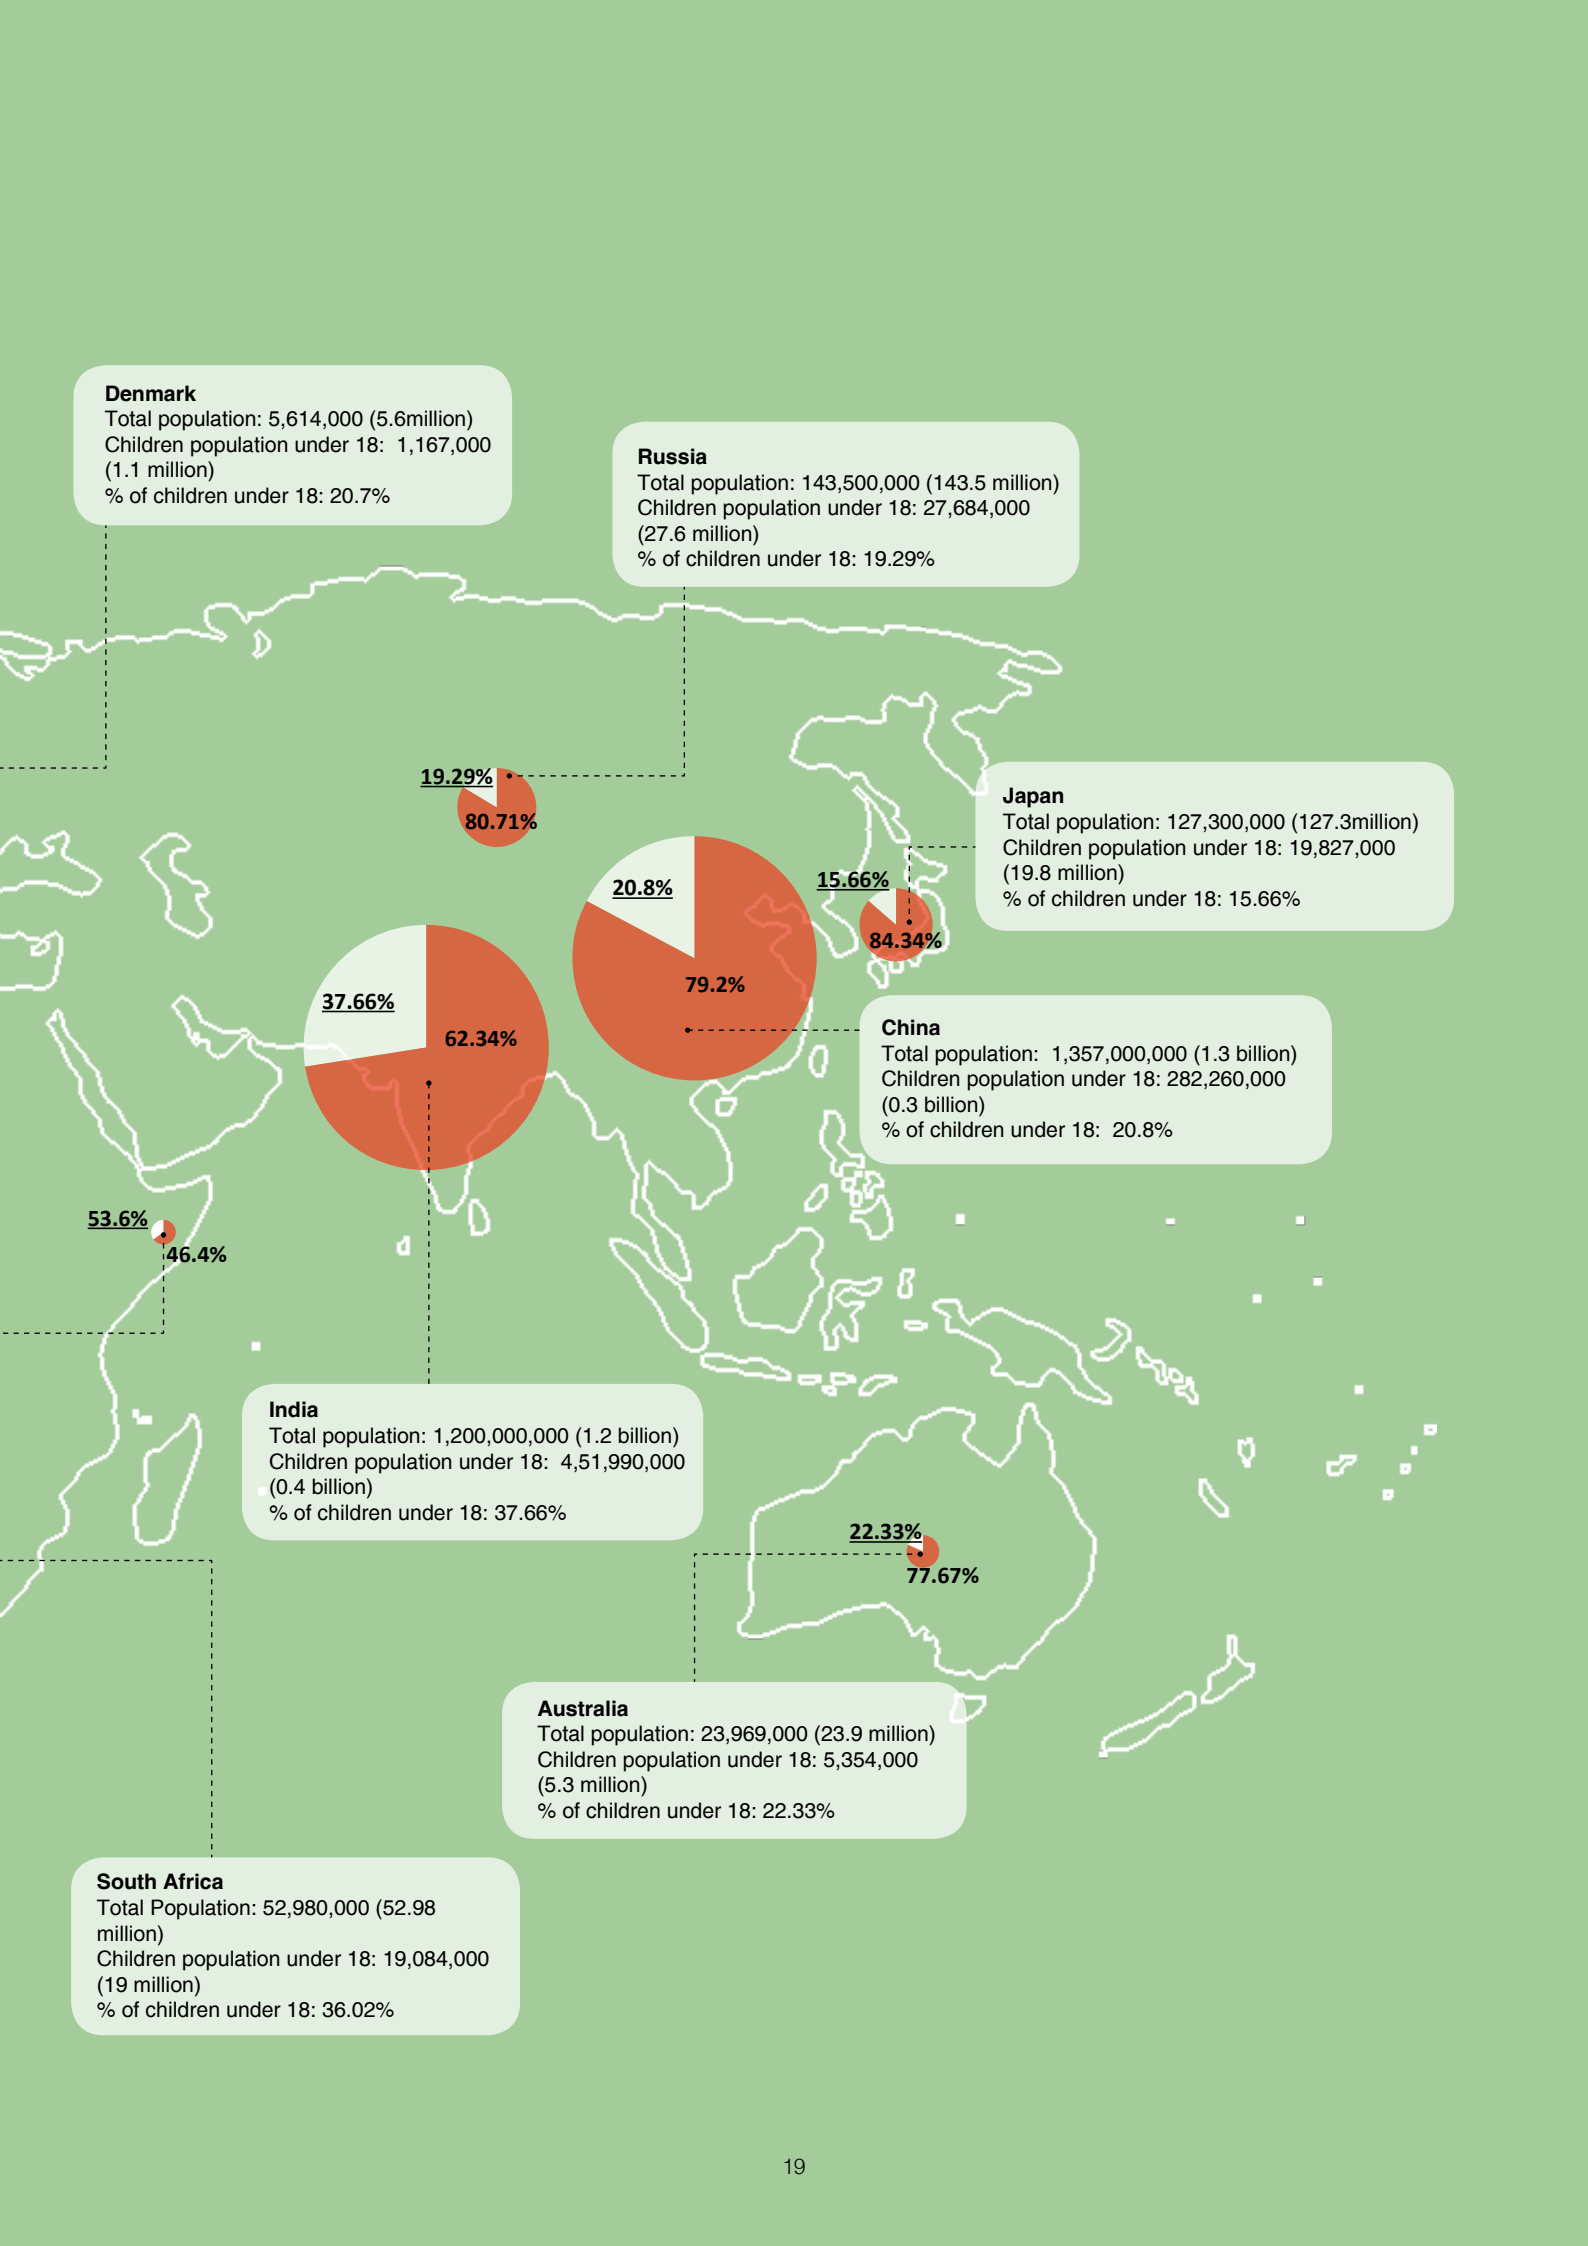 Denmark
Total population: 5,614,000 (5.6million)
Children population under 18:  1,167,000
(1.1 million)
% of children under 18: 20.7%
Russia
Total population: 143,500,000 (143.5 million)
Children population under 18: 27,684,000
(27.6 million)
% of children under 18: 19.29%
19.29%
80.71%
Japan
Total population: 127,300,000 (127.3million)
Children population under 18: 19,827,000
(19.8 million)
% of children under 18: 15.66%
15.66%
84.34%
20.8%
79.2%
37.66%
62.34%
China
Total population:  1,357,000,000 (1.3 billion)
Children population under 18: 282,260,000
(0.3 billion)
% of children under 18:  20.8%
53.6%
46.4%
India
Total population: 1,200,000,000 (1.2 billion)
Children population under 18:  4,51,990,000
(0.4 billion)
% of children under 18: 37.66%
22.33%
77.67%
Australia
Total population: 23,969,000 (23.9 million)
Children population under 18: 5,354,000
(5.3 million)
% of children under 18: 22.33%
South Africa
Total Population: 52,980,000 (52.98
million)
Children population under 18: 19,084,000
(19 million)
% of children under 18: 36.02%
19